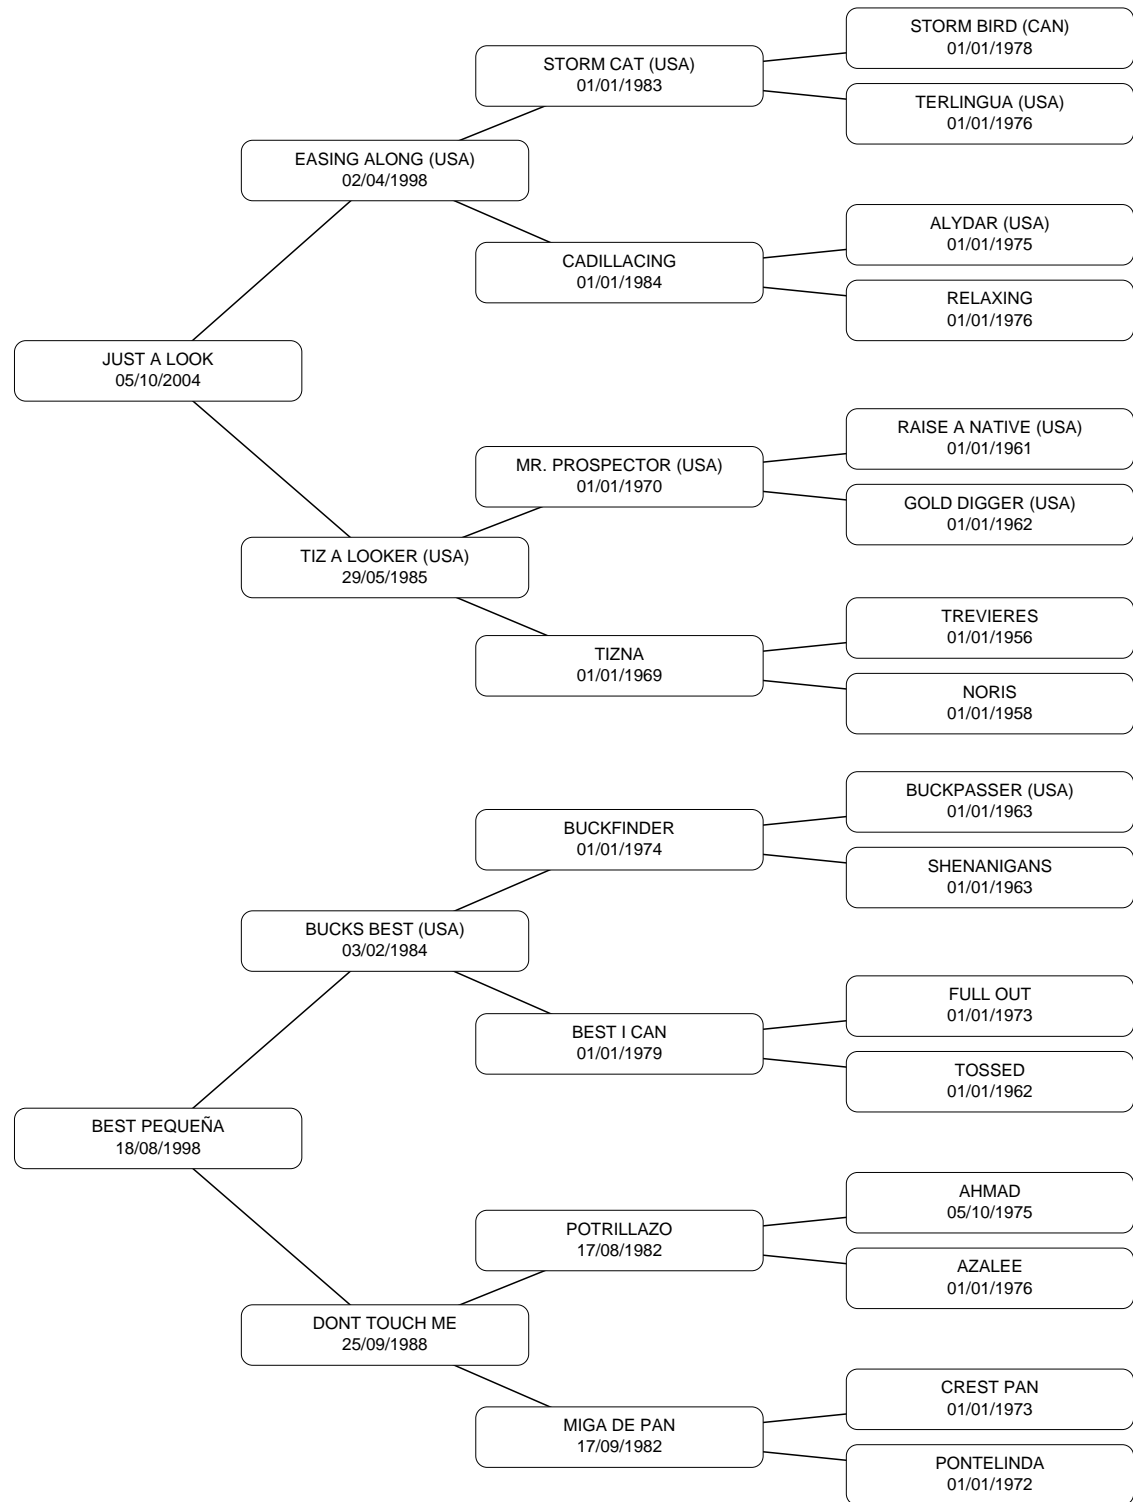 STORM BIRD (CAN)
01/01/1978
STORM CAT (USA)
01/01/1983
TERLINGUA (USA)
01/01/1976
EASING ALONG (USA)
02/04/1998
ALYDAR (USA)
01/01/1975
CADILLACING
01/01/1984
RELAXING
01/01/1976
JUST A LOOK
05/10/2004
RAISE A NATIVE (USA)
01/01/1961
MR. PROSPECTOR (USA)
01/01/1970
GOLD DIGGER (USA)
01/01/1962
TIZ A LOOKER (USA)
29/05/1985
TREVIERES
01/01/1956
TIZNA
01/01/1969
NORIS
01/01/1958
BUCKPASSER (USA)
01/01/1963
BUCKFINDER
01/01/1974
SHENANIGANS
01/01/1963
BUCKS BEST (USA)
03/02/1984
FULL OUT
01/01/1973
BEST I CAN
01/01/1979
TOSSED
01/01/1962
BEST PEQUEÑA
18/08/1998
AHMAD
05/10/1975
POTRILLAZO
17/08/1982
AZALEE
01/01/1976
DONT TOUCH ME
25/09/1988
CREST PAN
01/01/1973
MIGA DE PAN
17/09/1982
PONTELINDA
01/01/1972